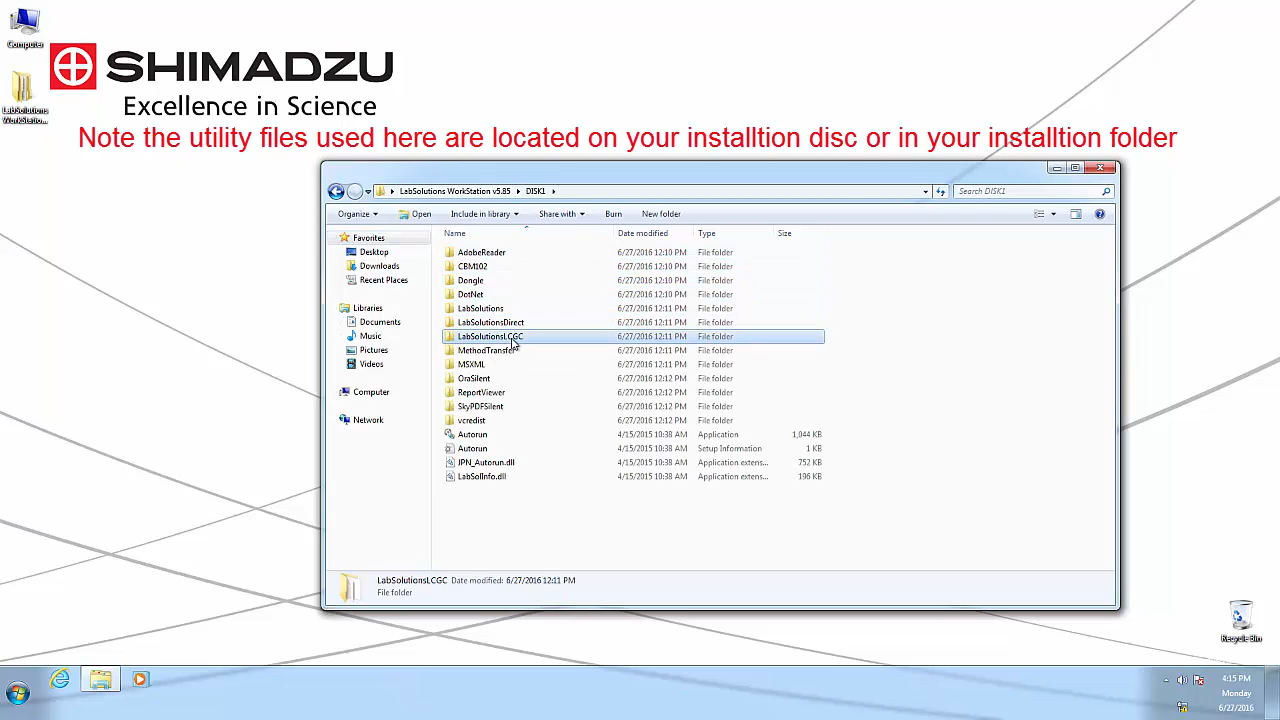 Computer
LabSolutions
WorkStatio...
SHIMADZU
Excellence in Science
Note the utility files used here are located on your installtion disc or in your installtion folder
LabSolutions WorkStation v5.85 DISK1
Search DISK1
Organize Open Include in library Share with Burn New folder
Name Date modified Type Size
Favorites
Desktop
Downloads
Recent Places
Libraries
Documents
Music
Pictures
Videos
Computer
Network
AdobeReader 6/27/2016 12:10 PM File folder
CBM102 6/27/2016 12:10 PM File folder
Dongle 6/27/2016 12:10 PM File folder
DotNet 6/27/2016 12:10 PM File folder
LabSolutions 6/27/2016 12:11 PM File folder
LabSolutionsDirect 6/27/2016 12:11 PM File folder
LabSolutionsLCGC 6/27/2016 12:11 PM File folder
MethodTransfer 6/27/2016 12:11 PM File folder
MSXML 6/27/2016 12:11 PM File folder
OraSilent 6/27/2016 12:12 PM File folder
ReportViewer 6/27/2016 12:12 PM File folder
SkyPDFSilent 6/27/2016 12:12 PM File folder
vcredist 6/27/2016 12:12 PM File folder
Autorun 4/15/2015 10:38 AM Application 1,044 KB
Autorun 4/15/2015 10:38 AM Setup Information 1 KB
JPN_Autorun.dll 4/15/2015 10:38 AM Application extens... 752 KB
LabSolInfo.dll 4/15/2015 10:38 AM Application extens... 196 KB
LabSolutionsLCGC Date modified: 6/27/2016 12:11 PM
File folder
Recycle Bin
4:15 PM
Monday
6/27/2016